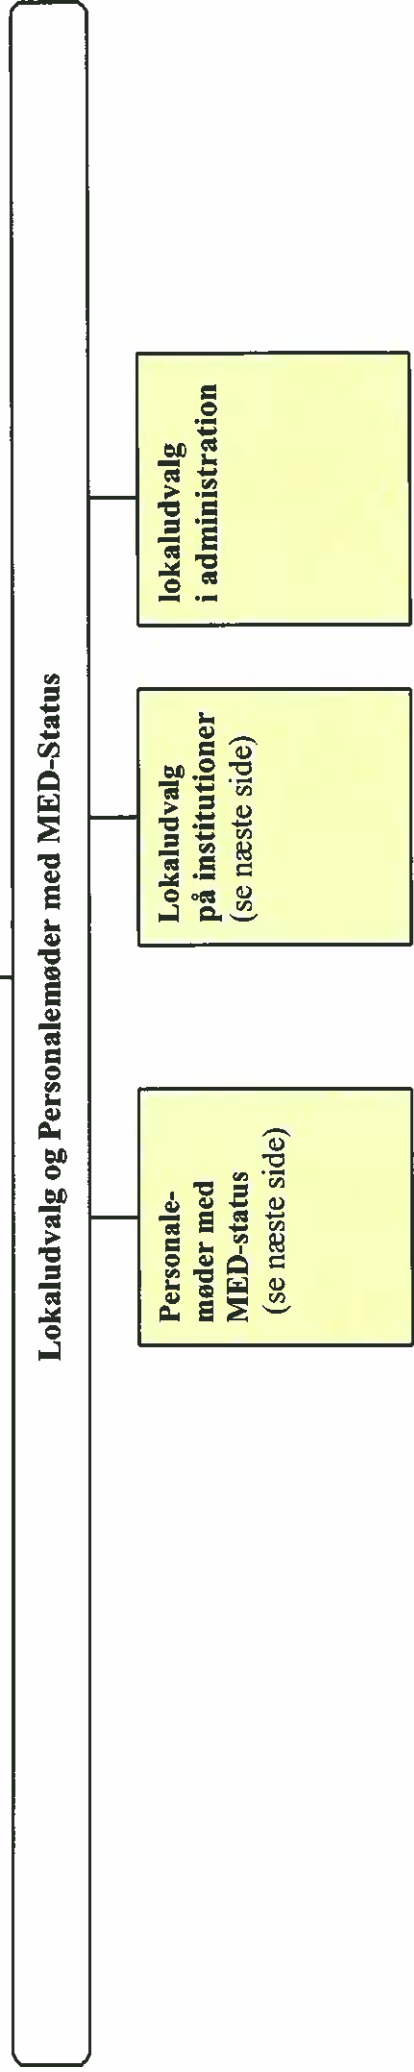 Lokaludvalg og Personalemøder med MED-Status
Personale-
møder med
MED-status
(se næste side)
Lokaludvalg
på institutioner
(se næste side)
lokaludvalg
i administration